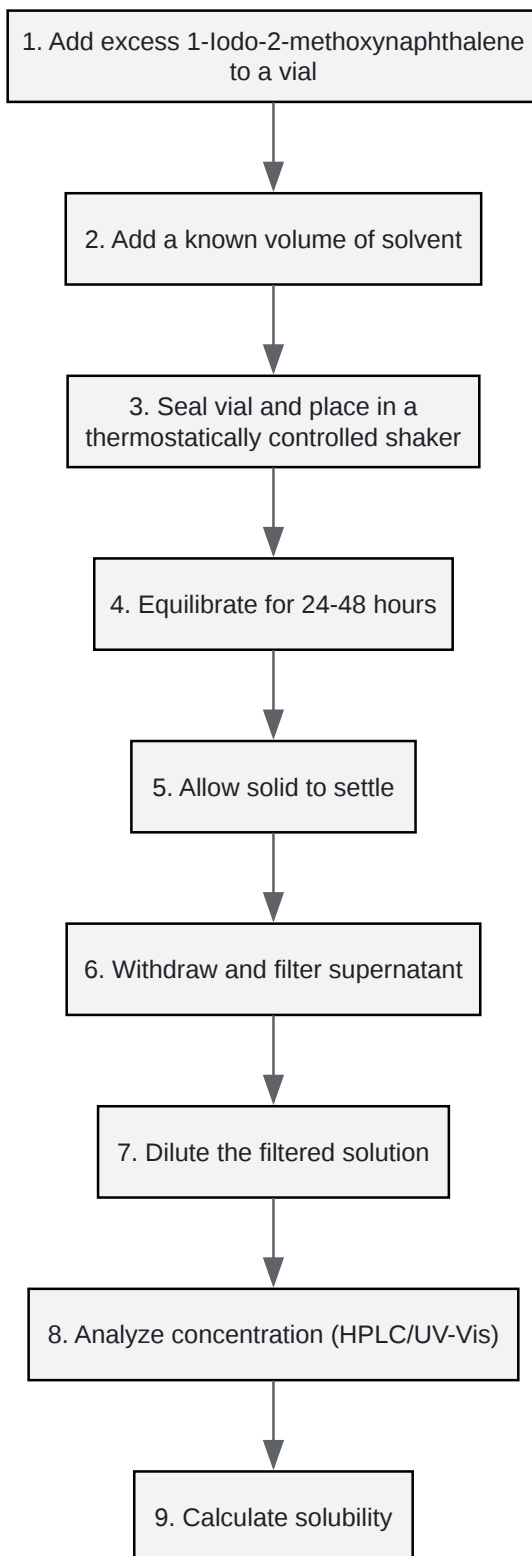 1. Add excess 1-Iodo-2-methoxynaphthalene
to a vial
2. Add a known volume of solvent
3. Seal vial and place in a
thermostatically controlled shaker
4. Equilibrate for 24-48 hours
5. Allow solid to settle
6. Withdraw and filter supernatant
7. Dilute the filtered solution
8. Analyze concentration (HPLC/UV-Vis)
9. Calculate solubility